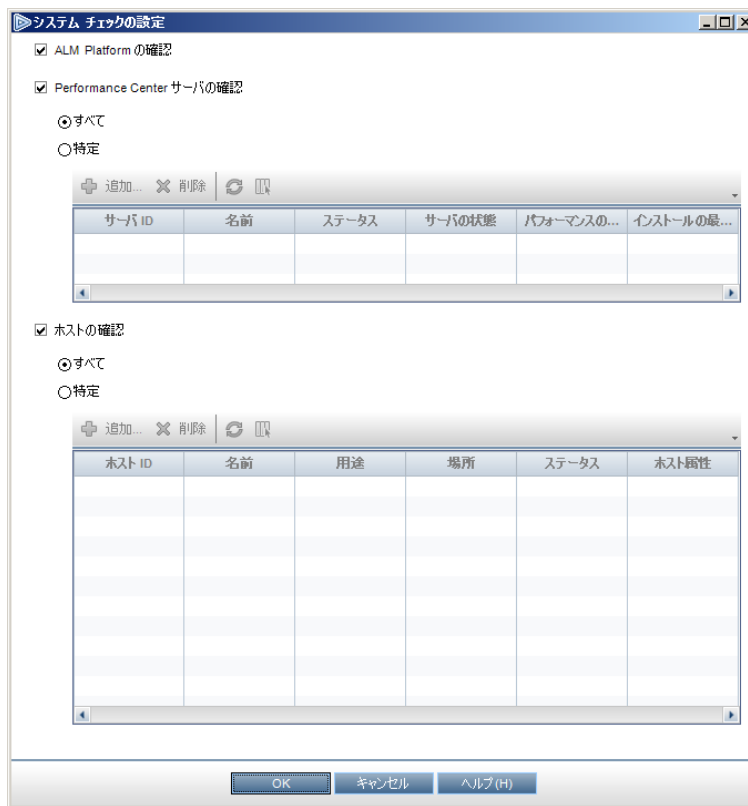 システム チェックの設定
ALM Platform の確認
Performance Center サーバの確認
すべて
特定
追加... 削除
サーバ ID 名前 ステータス サーバの状態 パフォーマンスの... インストールの最...
ホストの確認
すべて
特定
追加... 削除
ホスト ID 名前 用途 場所 ステータス ホスト属性
OK キャンセル ヘルプ(H)